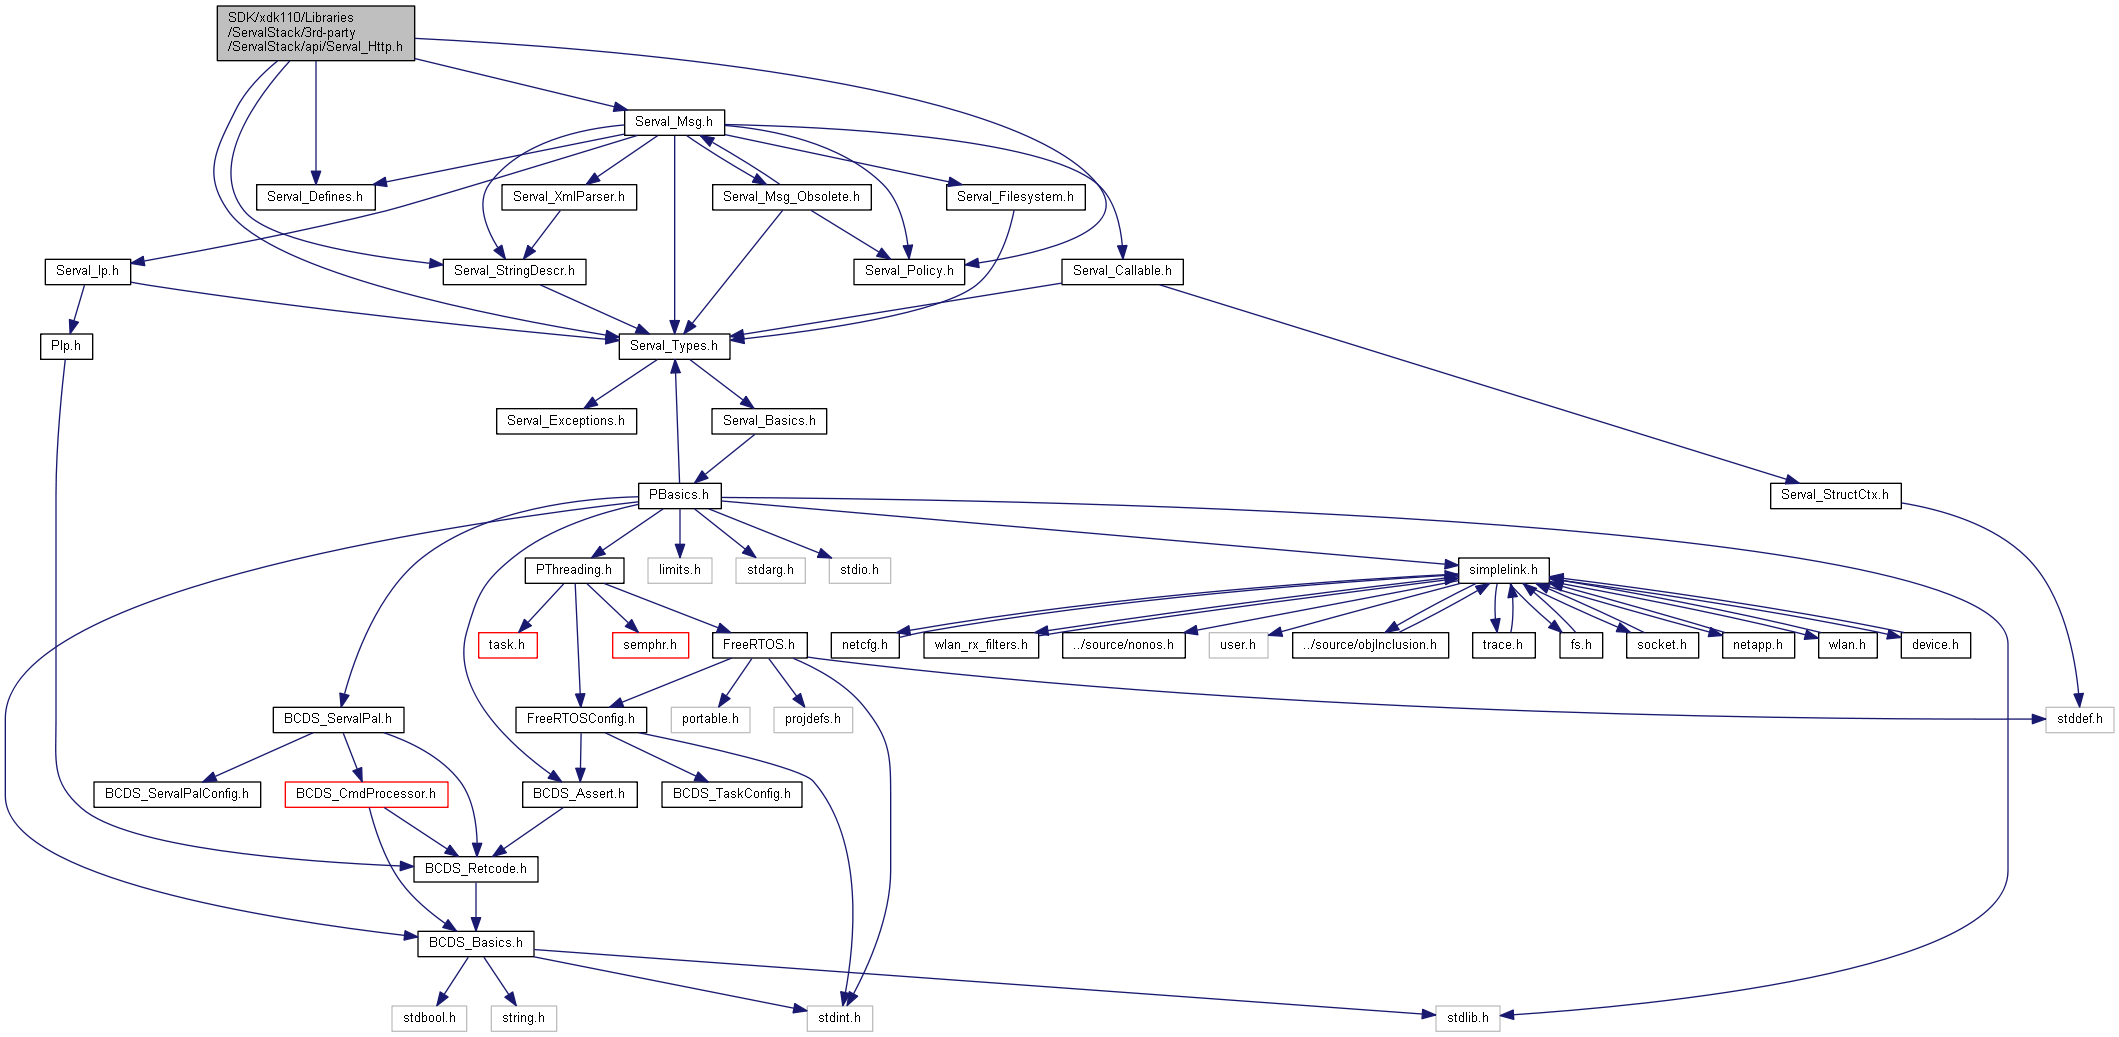 SDK/xdk110/Libraries
/ServalStack/3rd-party
/ServalStack/api/Serval_Http.h
Serval_Msg.h
Serval_Defines.h
Serval_XmlParser.h
Serval_Msg_Obsolete.h
Serval_Filesystem.h
Serval_Ip.h
Serval_StringDescr.h
Serval_Policy.h
Serval_Callable.h
PIp.h
Serval_Types.h
Serval_Exceptions.h
Serval_Basics.h
PBasics.h
Serval_StructCtx.h
PThreading.h
limits.h
stdarg.h
stdio.h
simplelink.h
task.h
semphr.h
FreeRTOS.h
netcfg.h
wlan_rx_filters.h
../source/nonos.h
user.h
../source/objInclusion.h
trace.h
fs.h
socket.h
netapp.h
wlan.h
device.h
BCDS_ServalPal.h
FreeRTOSConfig.h
portable.h
projdefs.h
stddef.h
BCDS_ServalPalConfig.h
BCDS_CmdProcessor.h
BCDS_Assert.h
BCDS_TaskConfig.h
BCDS_Retcode.h
BCDS_Basics.h
stdbool.h
string.h
stdint.h
stdlib.h